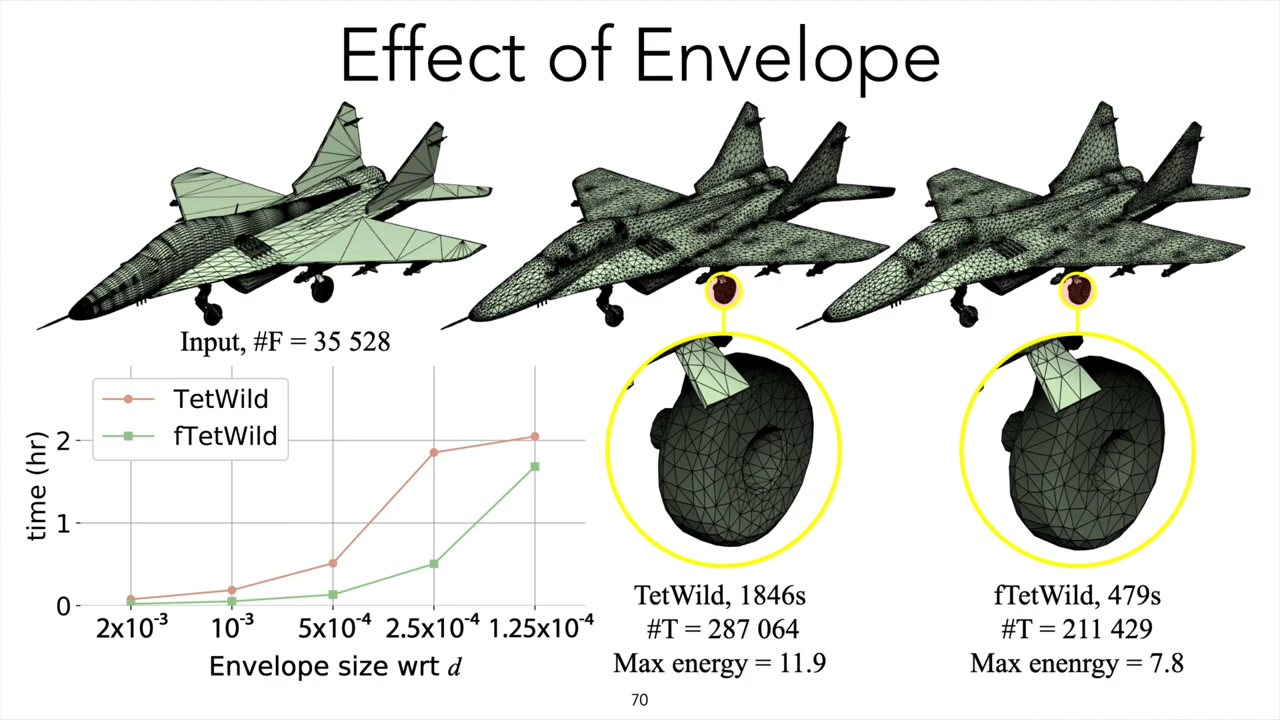 Effect of Envelope
Input, #F = 35 528
TetWild
fTetWild
time (hr)
2
1
0
2x10⁻³
10⁻³
5x10⁻⁴
2.5x10⁻⁴
1.25x10⁻⁴
Envelope size wrt d
TetWild, 1846s
#T = 287 064
Max energy = 11.9
fTetWild, 479s
#T = 211 429
Max enenrgy = 7.8
70